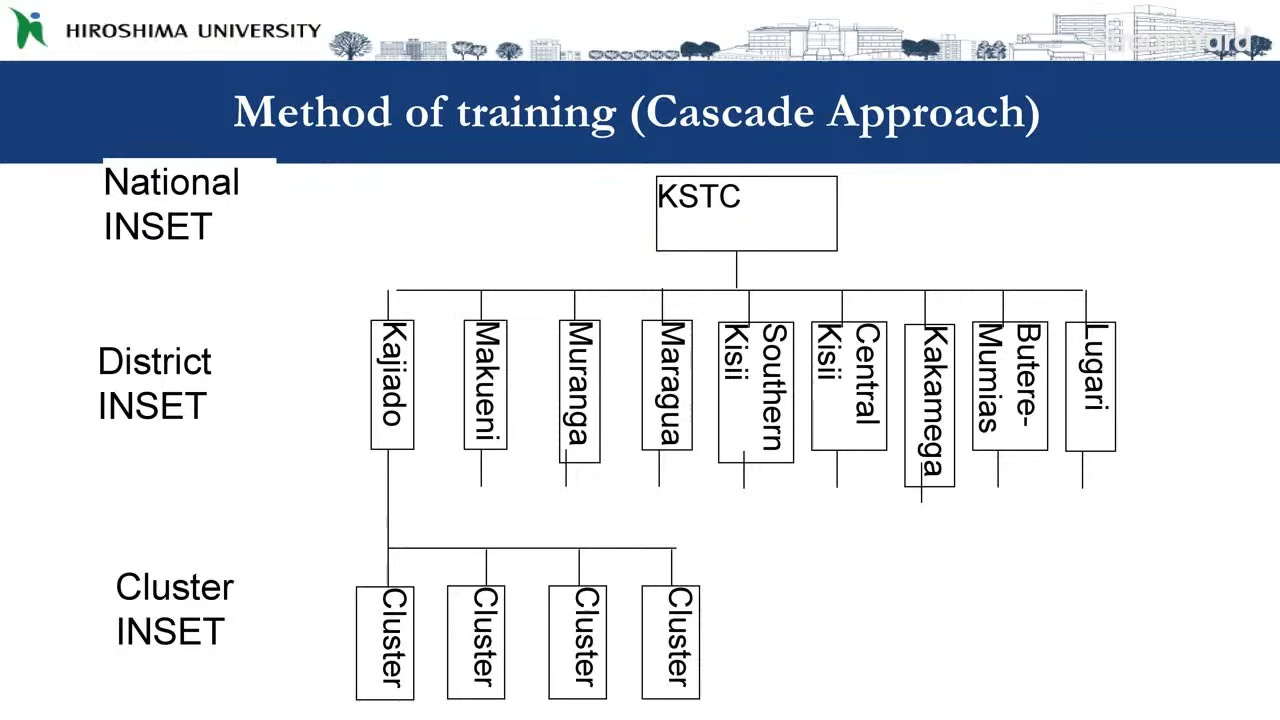 HIROSHIMA UNIVERSITY
Method of training (Cascade Approach)
National
INSET
KSTC
District
INSET
Kajiado
Makueni
Muranga
Maragua
Southern
Kisii
Central
Kisii
Kakamega
Butere-
Mumias
Lugari
Cluster
INSET
Cluster
Cluster
Cluster
Cluster